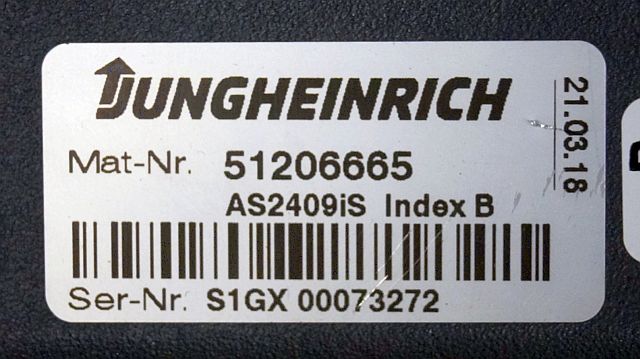 JUNGHEINRICH
21.03.18
Mat-Nr. 51206665
AS2409iS Index B
Ser-Nr. S1GX 00073272